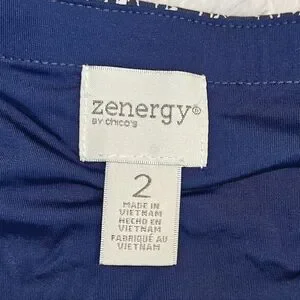 zenergy®
BY chico's
2
MADE IN
VIETNAM
HECHO EN
VIETNAM
FABRIQUÉ AU
VIETNAM